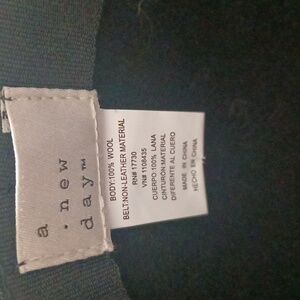 a
new
day™
BODY:100% WOOL
BELT:NON-LEATHER MATERIAL
RN# 17730
VN# 1108435
CUERPO:100% LANA
CINTURON:MATERIAL
DIFERENTE AL CUERO
MADE IN CHINA
HECHO EN CHINA